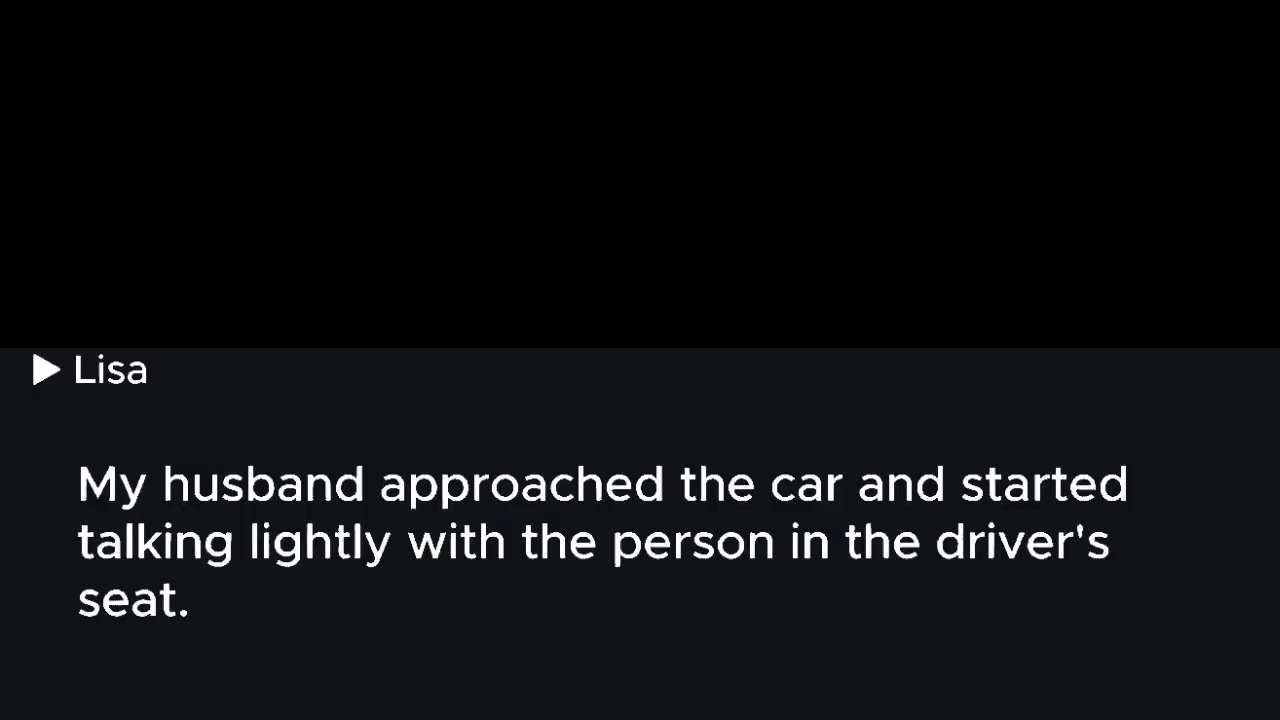 ▶ Lisa
My husband approached the car and started
talking lightly with the person in the driver's
seat.